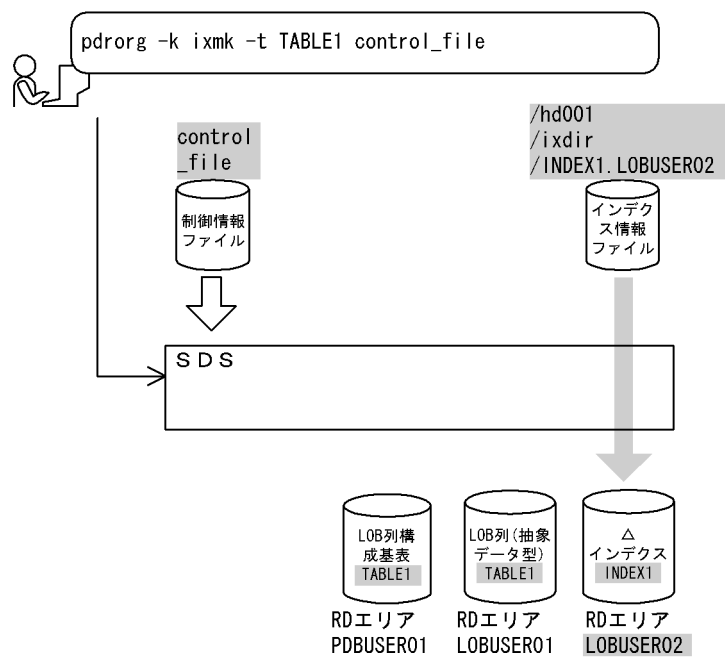 pdrorg -k ixmk -t TABLE1 control_file
control
_file
制御情報
ファイル
/hd001
/ixdir
/INDEX1.LOBUSER02
インデク
ス情報
ファイル
ＳＤＳ
LOB列構
成基表
TABLE1
RDエリア
PDBUSER01
LOB列(抽象
データ型)
TABLE1
RDエリア
LOBUSER01
△
インデクス
INDEX1
RDエリア
LOBUSER02